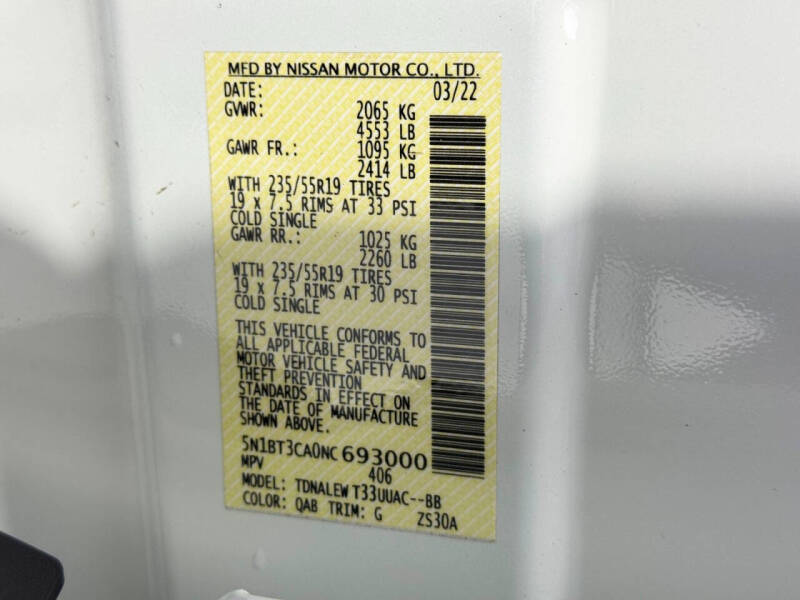 MFD BY NISSAN MOTOR CO., LTD.
DATE: 03/22
GVWR: 2065 KG
4553 LB
GAWR FR.: 1095 KG
2414 LB
WITH 235/55R19 TIRES
19 x 7.5 RIMS AT 33 PSI
COLD SINGLE
GAWR RR.: 1025 KG
2260 LB
WITH 235/55R19 TIRES
19 x 7.5 RIMS AT 30 PSI
COLD SINGLE
THIS VEHICLE CONFORMS TO
ALL APPLICABLE FEDERAL
MOTOR VEHICLE SAFETY AND
THEFT PREVENTION
STANDARDS IN EFFECT ON
THE DATE OF MANUFACTURE
SHOWN ABOVE.
5N1BT3CA0NC 693000
MPV 406
MODEL: TDNALEW T33UUAC--BB
COLOR: QAB TRIM: G ZS30A